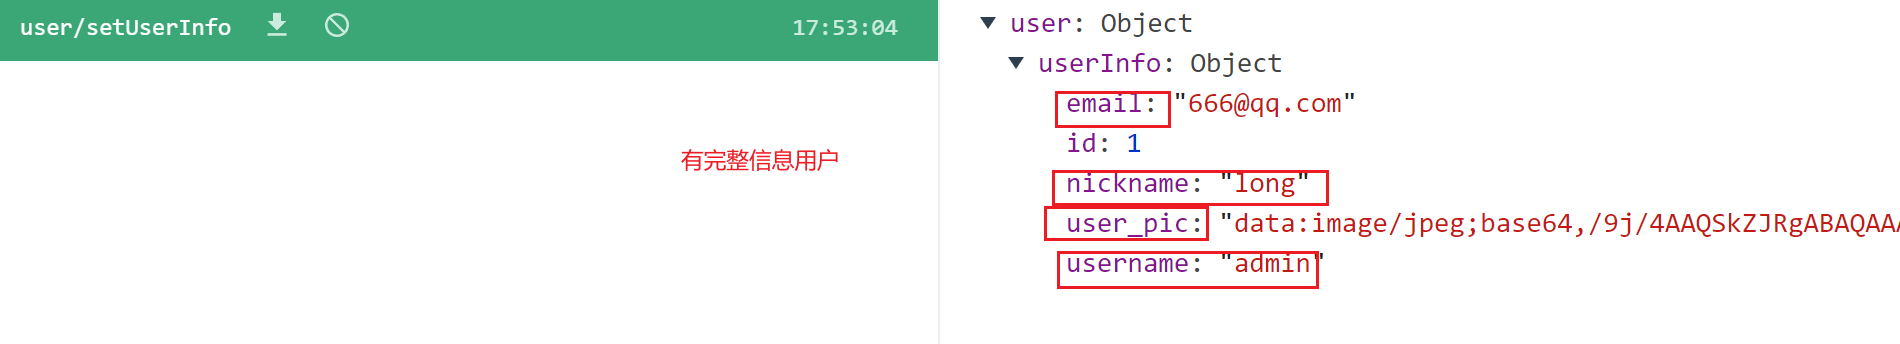 user/setUserInfo 17:53:04
有完整信息用户
user: Object
userInfo: Object
email: "666@qq.com"
id: 1
nickname: "long"
user_pic: "data:image/jpeg;base64,/9j/4AAQSkZJRgABAQAAA
username: "admin"